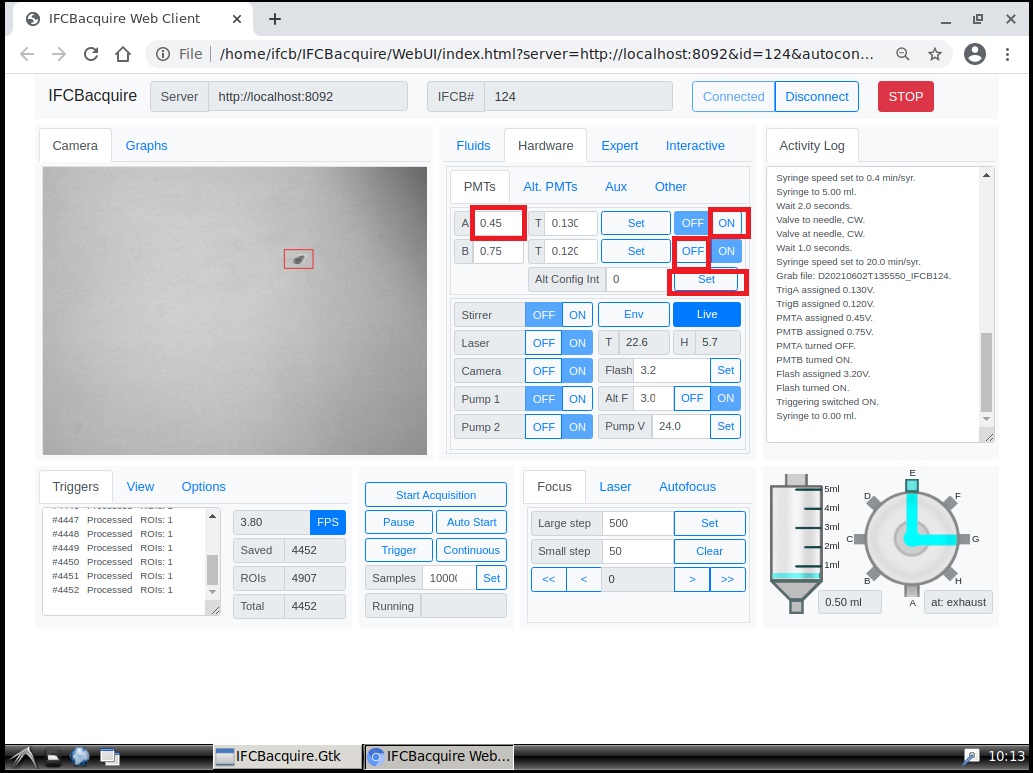 IFCBacquire Web Client
File /home/ifcb/IFCBacquire/WebUI/index.html?server=http://localhost:8092&id=124&autocon...
IFCBacquire Server http://localhost:8092 IFCB# 124 Connected Disconnect STOP
Camera Graphs
Fluids Hardware Expert Interactive
PMTs Alt. PMTs Aux Other
A 0.45 T 0.130 Set OFF ON
B 0.75 T 0.120 Set OFF ON
Alt Config Int 0 Set
Stirrer OFF ON Env Live
Laser OFF ON T 22.6 H 5.7
Camera OFF ON Flash 3.2 Set
Pump 1 OFF ON Alt F 3.0 OFF ON
Pump 2 OFF ON Pump V 24.0 Set
Activity Log
Syringe speed set to 0.4 min/syr.
Syringe to 5.00 ml.
Wait 2.0 seconds.
Valve to needle, CW.
Valve at needle, CW.
Wait 1.0 seconds.
Syringe speed set to 20.0 min/syr.
Grab file: D20210602T135550_IFCB124.
TrigA assigned 0.130V.
TrigB assigned 0.120V.
PMTA assigned 0.45V.
PMTB assigned 0.75V.
PMTA turned OFF.
PMTB turned ON.
Flash assigned 3.20V.
Flash turned ON.
Triggering switched ON.
Syringe to 0.00 ml.
Triggers View Options
#4447 Processed ROIs: 1
#4448 Processed ROIs: 1
#4449 Processed ROIs: 1
#4450 Processed ROIs: 1
#4451 Processed ROIs: 1
#4452 Processed ROIs: 1
3.80 FPS
Saved 4452
ROIs 4907
Total 4452
Start Acquisition
Pause Auto Start
Trigger Continuous
Samples 1000 Set
Running
Focus Laser Autofocus
Large step 500 Set
Small step 50 Clear
<< < 0 > >>
5ml
4ml
3ml
2ml
1ml
0.50 ml
E
D F
C G
B H
A
at: exhaust
IFCBacquire.Gtk IFCBacquire Web... 10:13